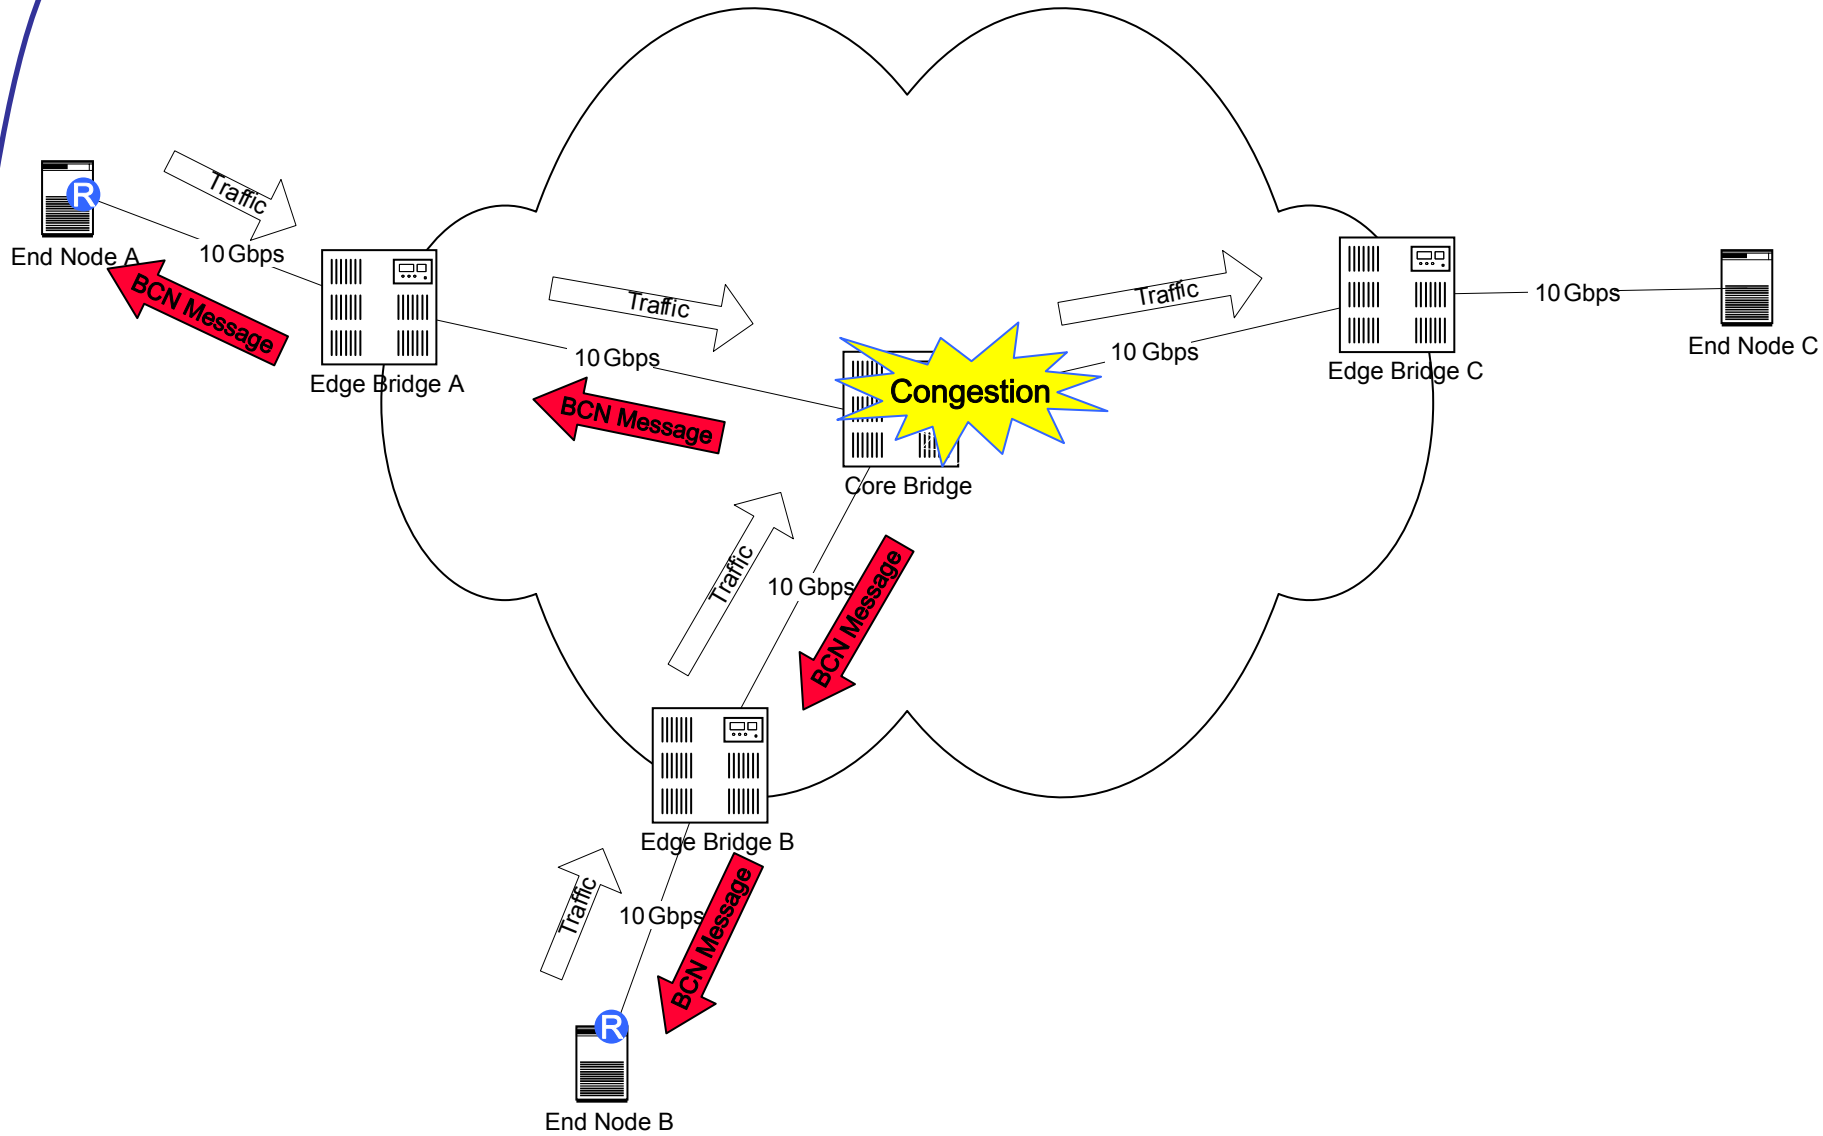 R
Traffic
End Node A
10 Gbps
BCN Message
Edge Bridge A
Traffic
10 Gbps
BCN Message
Congestion
Core Bridge
Traffic
10 Gbps
Edge Bridge C
10 Gbps
End Node C
Traffic
10 Gbps
BCN Message
Edge Bridge B
Traffic
10 Gbps
BCN Message
R
End Node B